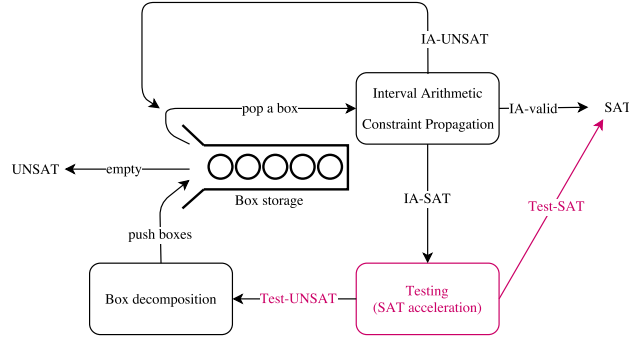 IA-UNSAT
pop a box
Interval Arithmetic
Constraint Propagation
IA-valid
SAT
UNSAT
empty
Box storage
IA-SAT
Test-SAT
push boxes
Box decomposition
Test-UNSAT
Testing
(SAT acceleration)